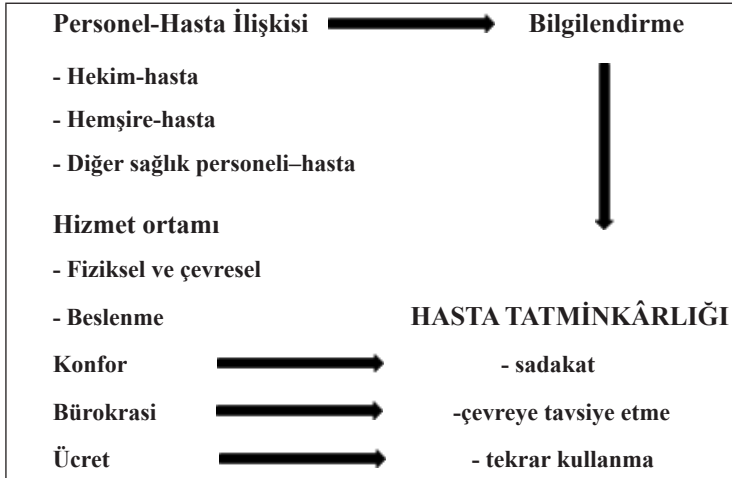 Personel-Hasta İlişkisi Bilgilendirme
- Hekim-hasta
- Hemşire-hasta
- Diğer sağlık personeli–hasta
Hizmet ortamı
- Fiziksel ve çevresel
- Beslenme HASTA TATMİNKÂRLIĞI
Konfor - sadakat
Bürokrasi -çevreye tavsiye etme
Ücret - tekrar kullanma